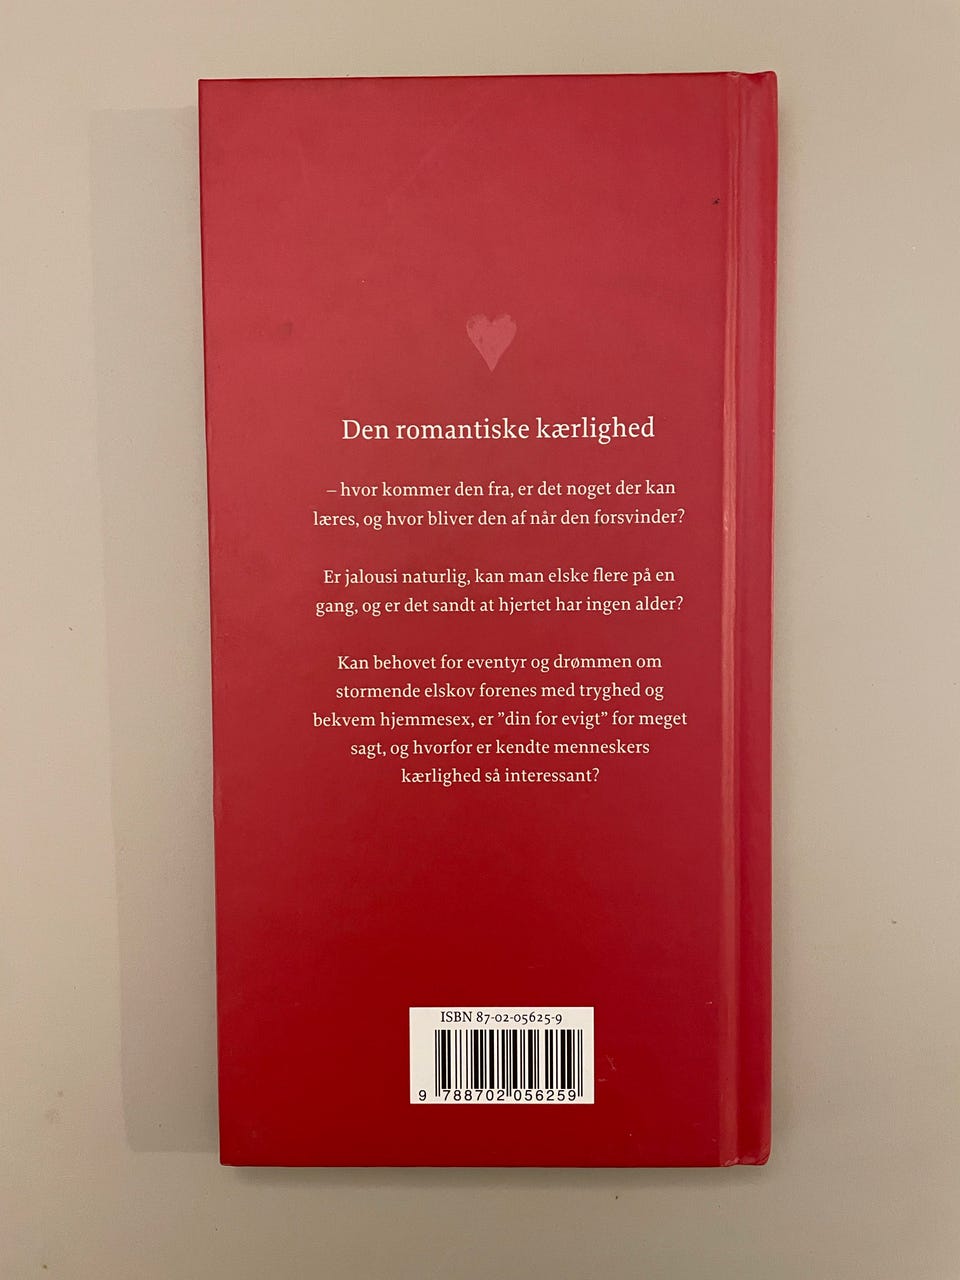 Den romantiske kærlighed
– hvor kommer den fra, er det noget der kan
læres, og hvor bliver den af når den forsvinder?
Er jalousi naturlig, kan man elske flere på en
gang, og er det sandt at hjertet har ingen alder?
Kan behovet for eventyr og drømmen om
stormende elskov forenes med tryghed og
bekvem hjemmesex, er ”din for evigt” for meget
sagt, og hvorfor er kendte menneskers
kærlighed så interessant?
ISBN 87-02-05625-9
9 788702 056259